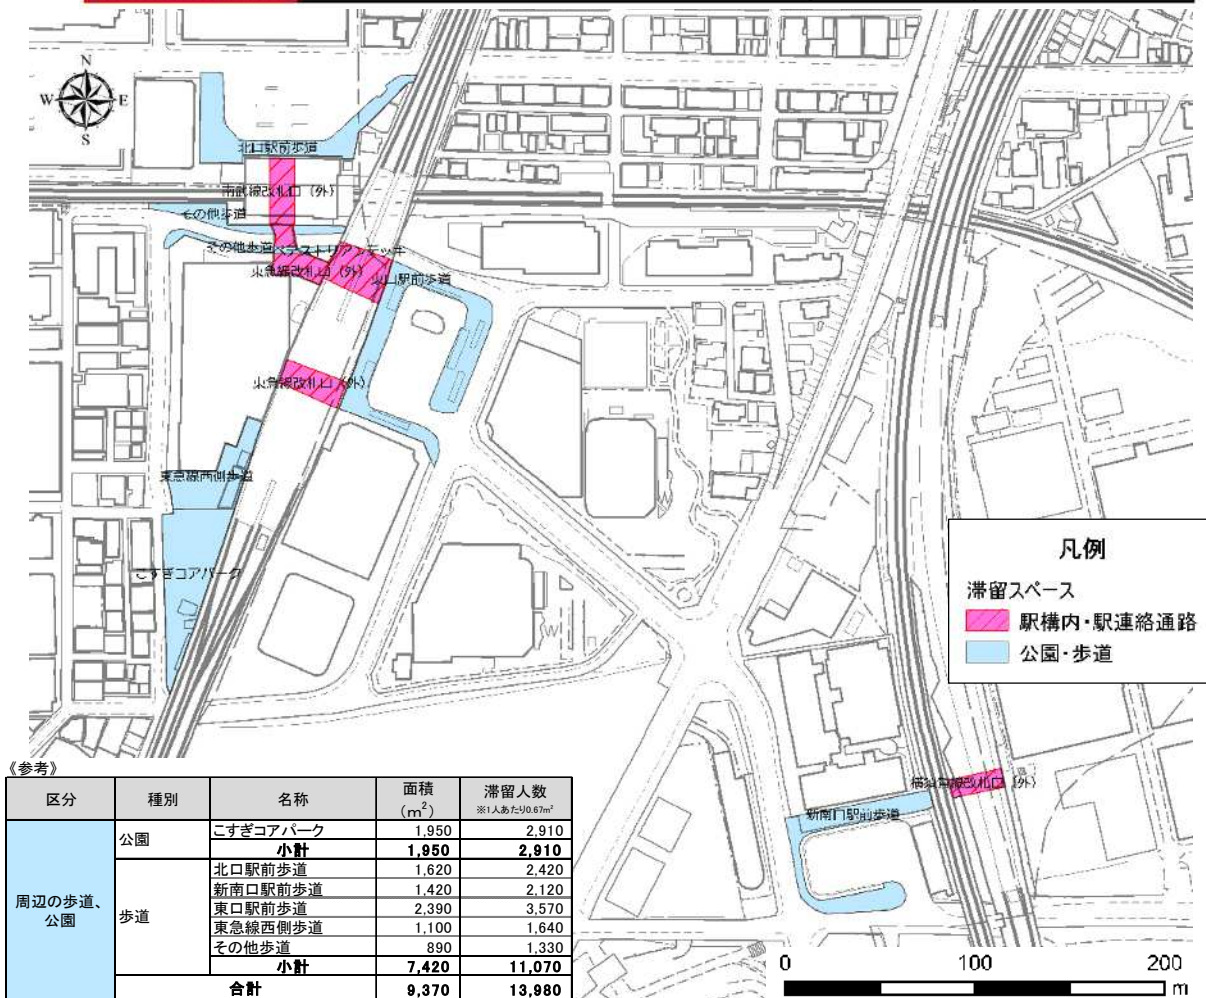 N
W E
S
北口駅前歩道
南武線改札口（外）
その他歩道
その他歩道
ペデストリアンデッキ
東急線改札口（外）
東口駅前歩道
東急線改札口（外）
東急線西側歩道
こすぎコアパーク
凡例
滞留スペース
駅構内・駅連絡通路
公園・歩道
横須賀線改札口（外）
新南口駅前歩道
《参考》
区分 種別 名称 面積（m²） 滞留人数 ※1人あたり0.67m²
周辺の歩道、公園 公園 こすぎコアパーク 1,950 2,910
小計 1,950 2,910
歩道 北口駅前歩道 1,620 2,420
新南口駅前歩道 1,420 2,120
東口駅前歩道 2,390 3,570
東急線西側歩道 1,100 1,640
その他歩道 890 1,330
小計 7,420 11,070
合計 9,370 13,980
0 100 200
m